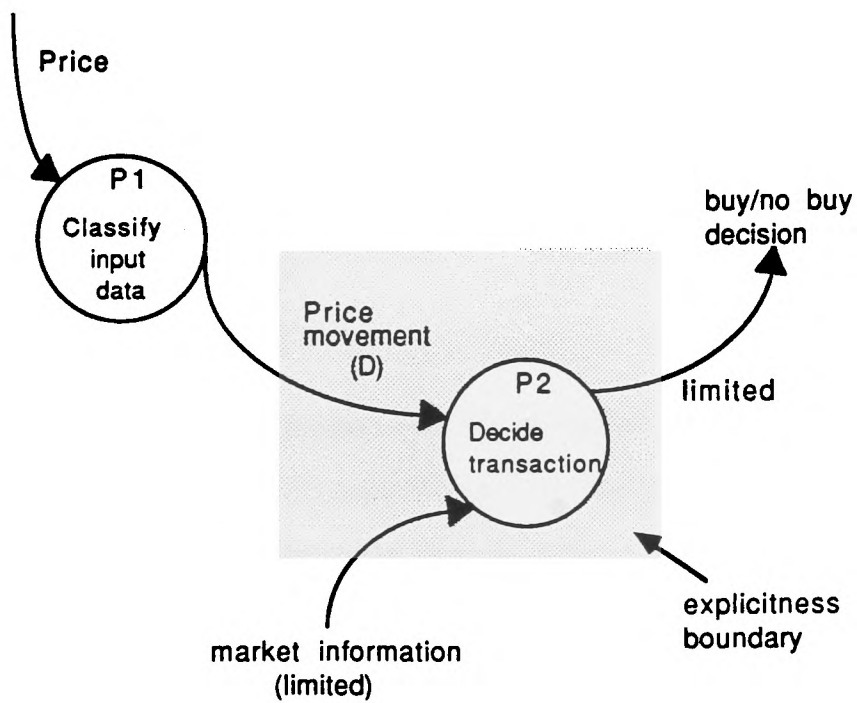 Price
P1
Classify
input
data
buy/no buy
decision
Price
movement
(D)
P2
limited
Decide
transaction
explicitness
boundary
market information
(limited)